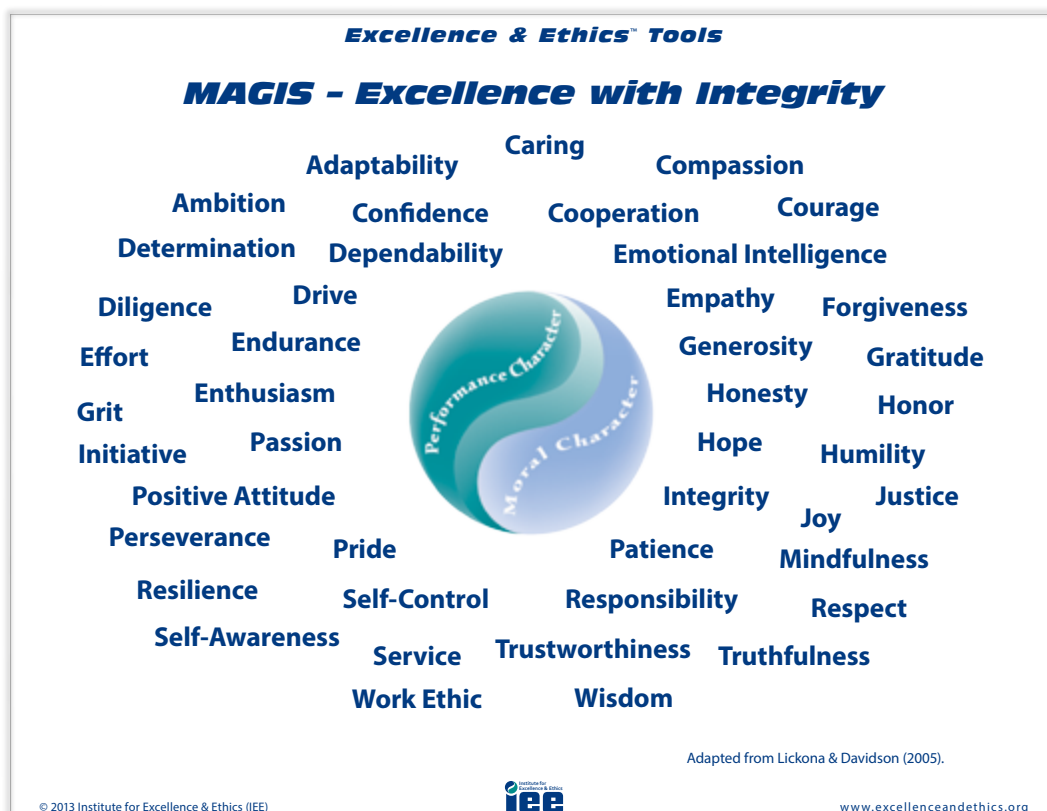 Excellence & Ethics™ Tools
MAGIS – Excellence with Integrity
Caring
Adaptability
Compassion
Ambition
Confidence
Cooperation
Courage
Determination
Dependability
Emotional Intelligence
Diligence
Drive
Empathy
Forgiveness
Effort
Endurance
Generosity
Gratitude
Grit
Enthusiasm
Honesty
Honor
Initiative
Passion
Hope
Humility
Performance Character
Moral Character
Positive Attitude
Integrity
Justice
Joy
Perseverance
Pride
Patience
Mindfulness
Resilience
Self-Control
Responsibility
Respect
Self-Awareness
Service
Trustworthiness
Truthfulness
Work Ethic
Wisdom
Adapted from Lickona & Davidson (2005).
© 2013 Institute for Excellence & Ethics (IEE)
Institute for
Excellence & Ethics
iee
www.excellenceandethics.org